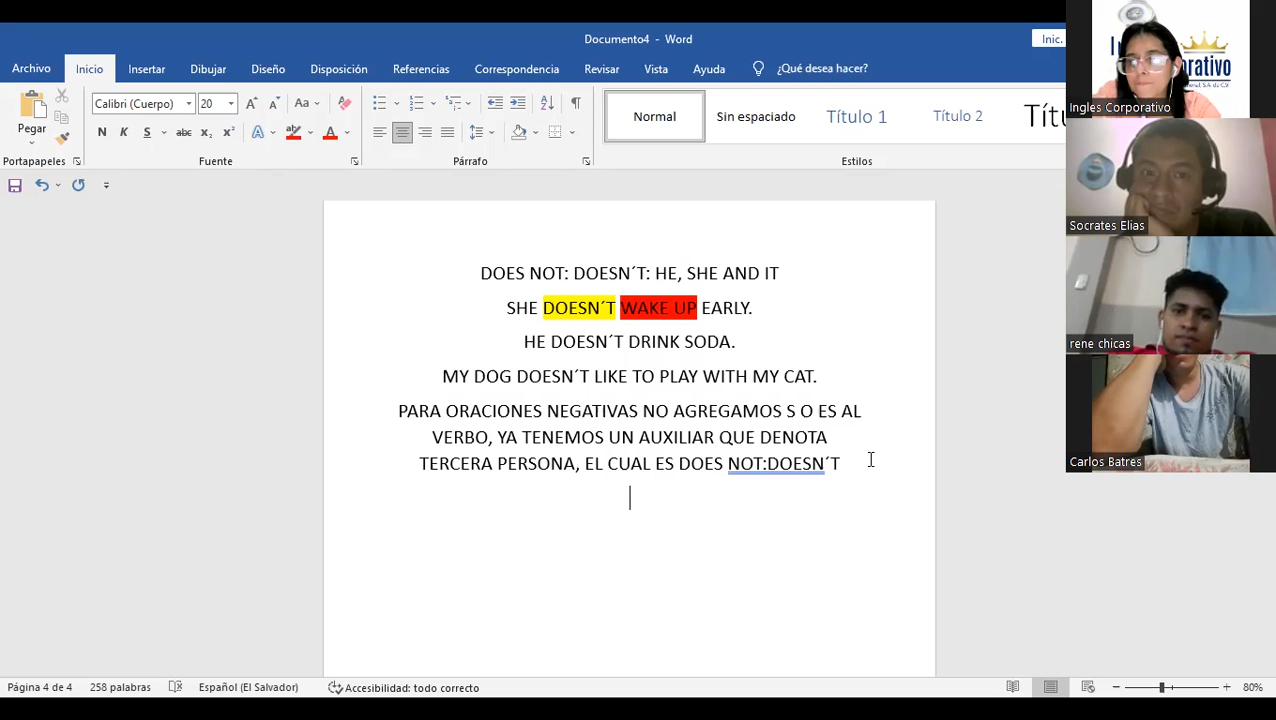 Documento4 - Word
Inic.
Archivo
Inicio
Insertar
Dibujar
Diseño
Disposición
Referencias
Correspondencia
Revisar
Vista
Ayuda
¿Qué desea hacer?
Pegar
Calibri (Cuerpo)
20
Normal
Sin espaciado
Título 1
Título 2
Portapapeles
Fuente
Párrafo
Estilos
DOES NOT: DOESN´T: HE, SHE AND IT
SHE DOESN´T WAKE UP EARLY.
HE DOESN´T DRINK SODA.
MY DOG DOESN´T LIKE TO PLAY WITH MY CAT.
PARA ORACIONES NEGATIVAS NO AGREGAMOS S O ES AL
VERBO, YA TENEMOS UN AUXILIAR QUE DENOTA
TERCERA PERSONA, EL CUAL ES DOES NOT:DOESN´T
Ingles Corporativo
Socrates Elias
rene chicas
Carlos Batres
Página 4 de 4
258 palabras
Español (El Salvador)
Accesibilidad: todo correcto
80%